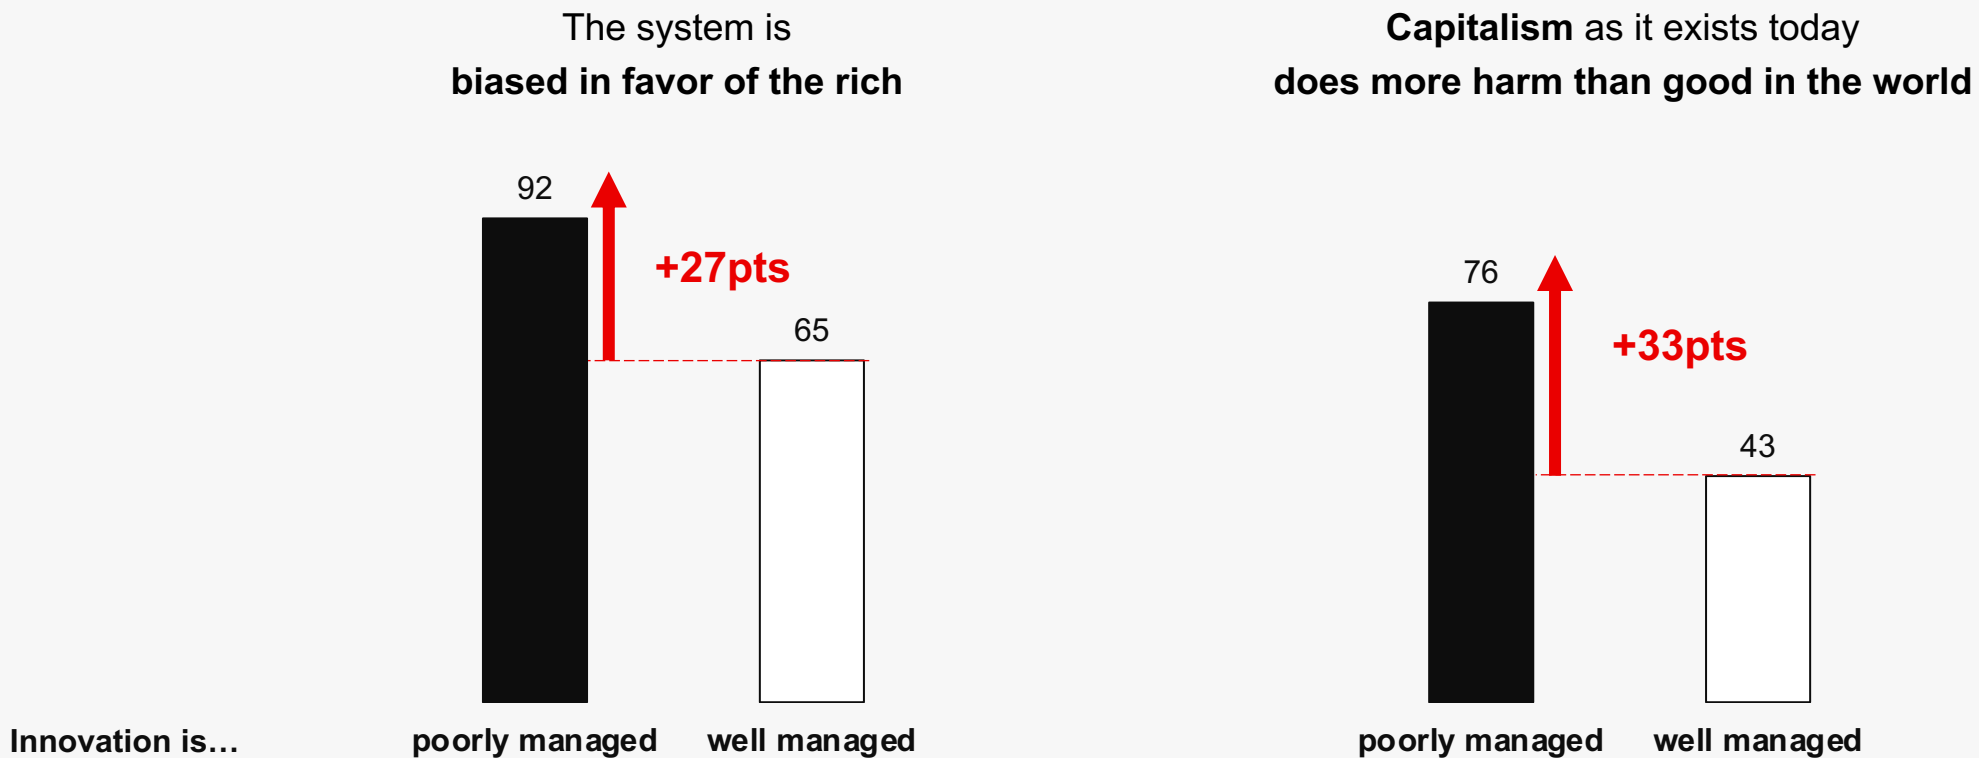 The system is
biased in favor of the rich
92
+27pts
65
Capitalism as it exists today
does more harm than good in the world
76
+33pts
43
Innovation is…
poorly managed
well managed
poorly managed
well managed